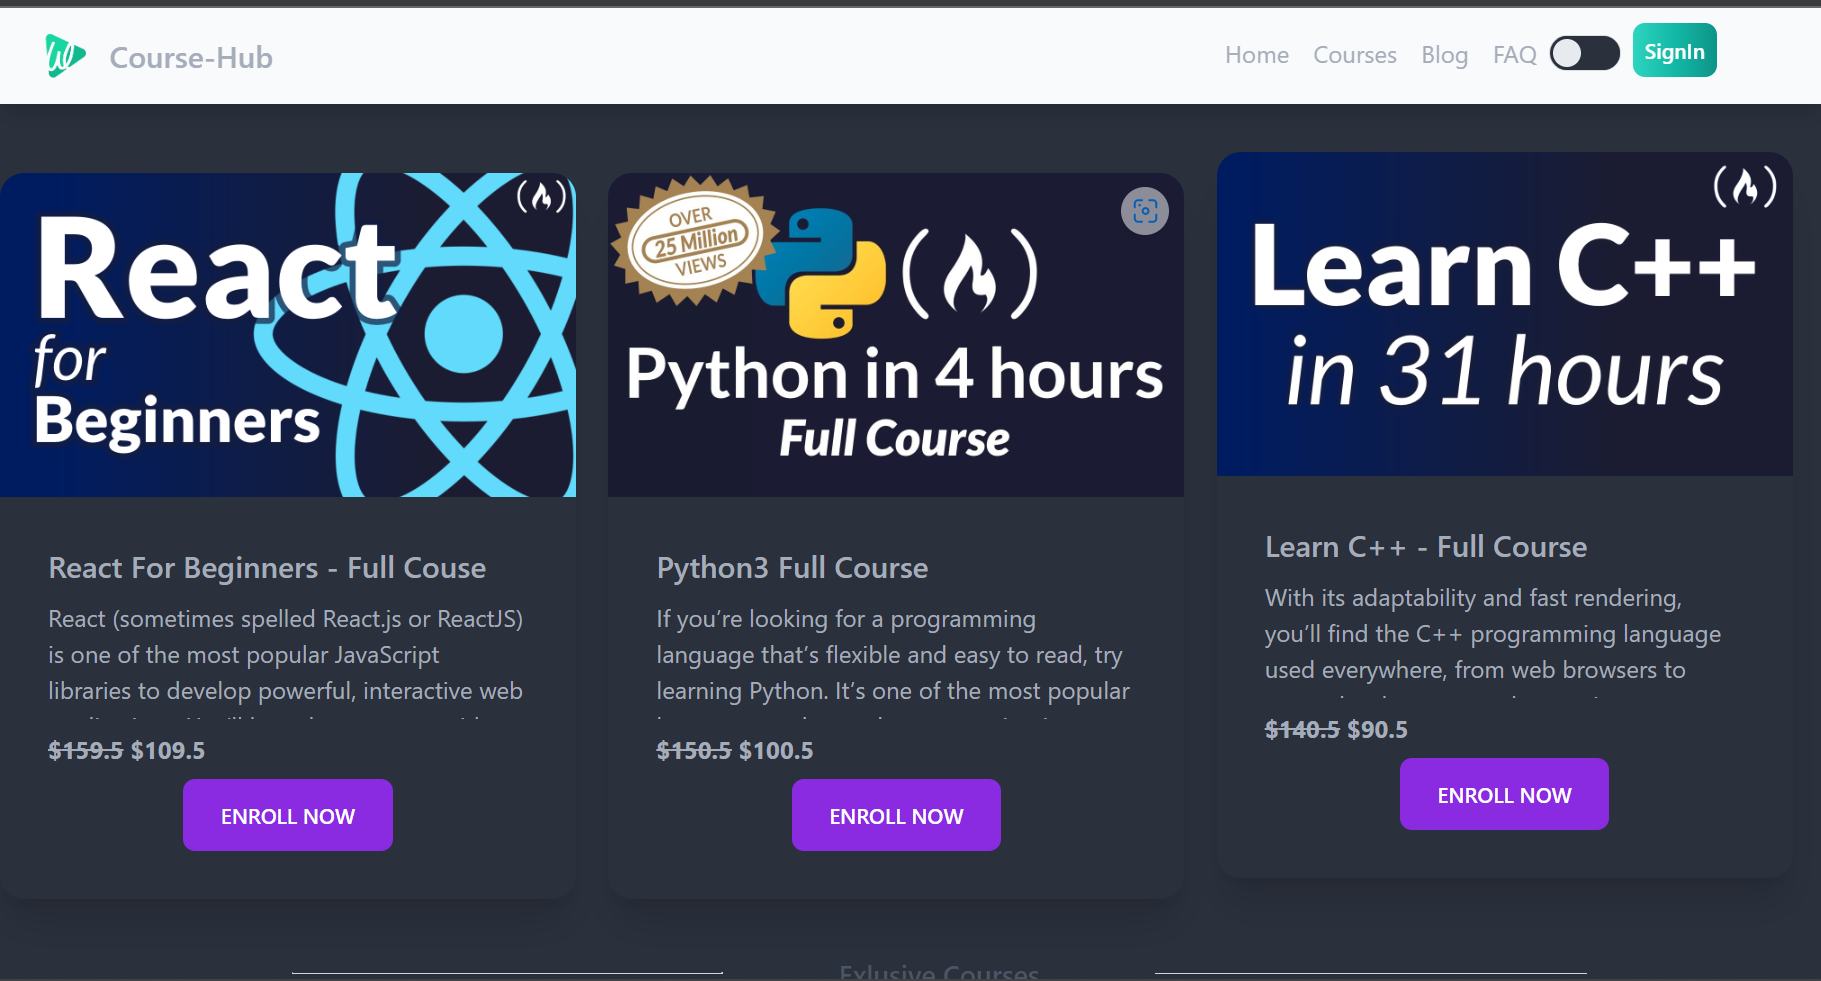 Course-Hub
Home
Courses
Blog
FAQ
SignIn
React
for
Beginners
OVER
25 Million
VIEWS
Python in 4 hours
Full Course
Learn C++
in 31 hours
React For Beginners - Full Couse
React (sometimes spelled React.js or ReactJS)
is one of the most popular JavaScript
libraries to develop powerful, interactive web
$159.5 $109.5
ENROLL NOW
Python3 Full Course
If you’re looking for a programming
language that’s flexible and easy to read, try
learning Python. It’s one of the most popular
$150.5 $100.5
ENROLL NOW
Learn C++ - Full Course
With its adaptability and fast rendering,
you’ll find the C++ programming language
used everywhere, from web browsers to
$140.5 $90.5
ENROLL NOW
Exlusive Courses